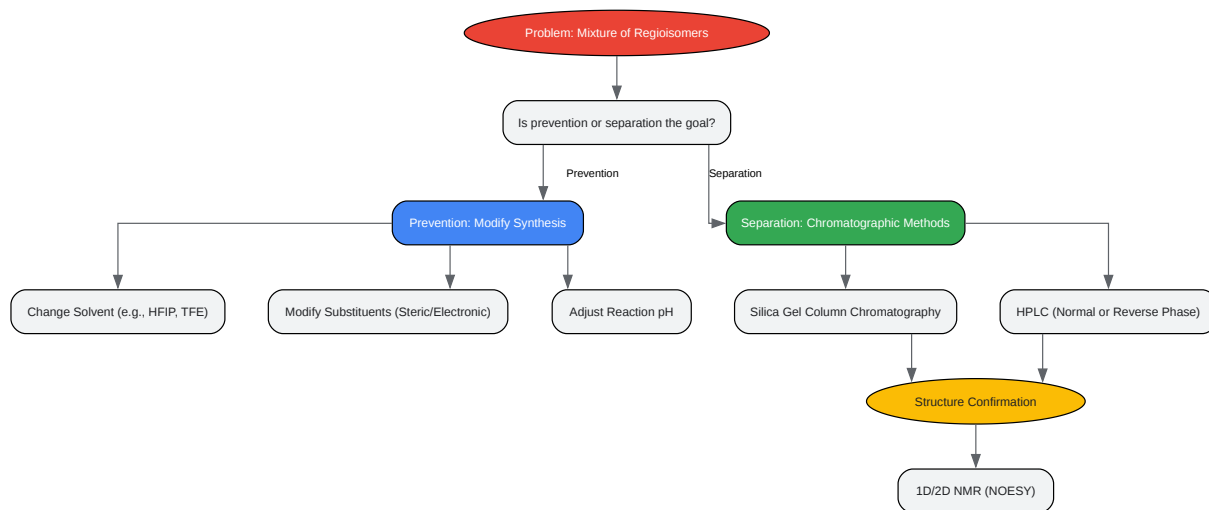 Problem: Mixture of Regioisomers
Is prevention or separation the goal?
Prevention
Separation
Prevention: Modify Synthesis
Separation: Chromatographic Methods
Change Solvent (e.g., HFIP, TFE)
Modify Substituents (Steric/Electronic)
Adjust Reaction pH
Silica Gel Column Chromatography
HPLC (Normal or Reverse Phase)
Structure Confirmation
1D/2D NMR (NOESY)